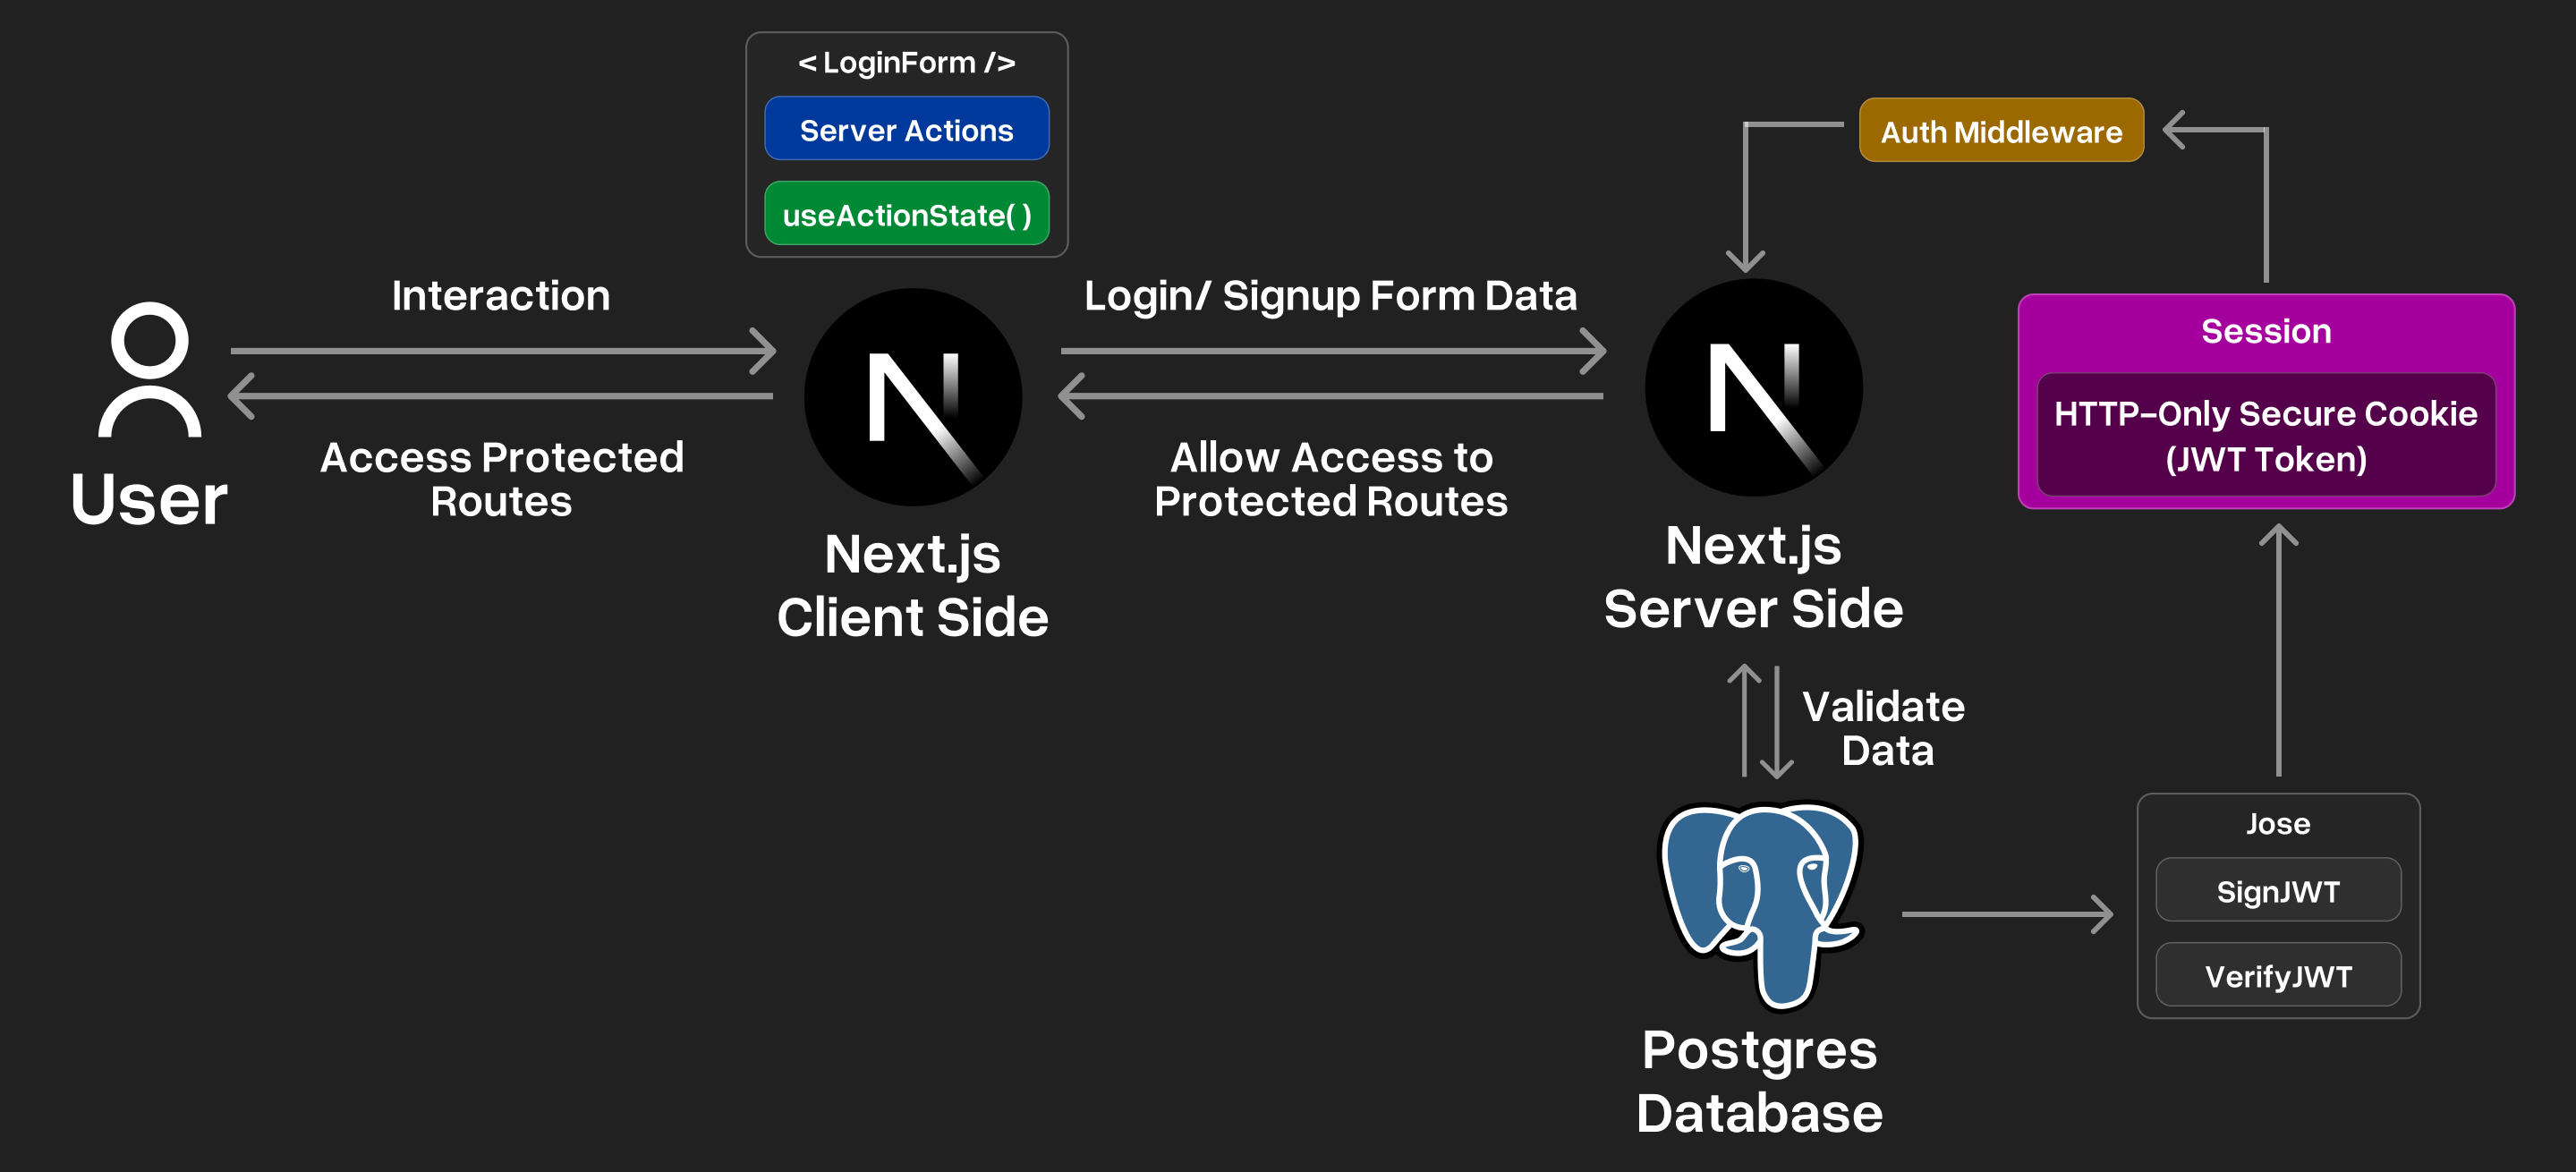 < LoginForm />
Server Actions
useActionState( )
Auth Middleware
Interaction
Login/ Signup Form Data
Session
HTTP-Only Secure Cookie
(JWT Token)
User
Access Protected
Routes
Allow Access to
Protected Routes
Next.js
Client Side
Next.js
Server Side
Validate
Data
Jose
SignJWT
VerifyJWT
Postgres
Database